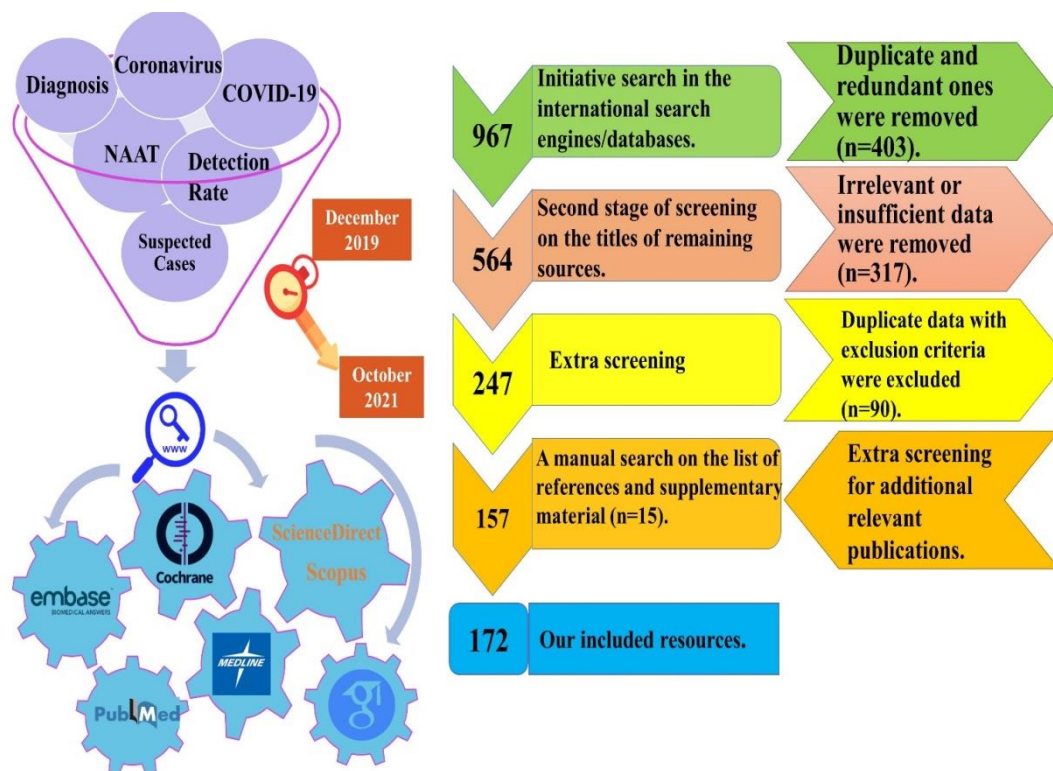 Diagnosis
Coronavirus
COVID-19
NAAT
Detection
Rate
Suspected
Cases
December
2019
October
2021
www
Cochrane
ScienceDirect
Scopus
embase
BIOMEDICAL ANSWERS
MEDLINE
PubMed
967
Initiative search in the
international search
engines/databases.
Duplicate and
redundant ones
were removed
(n=403).
564
Second stage of screening
on the titles of remaining
sources.
Irrelevant or
insufficient data
were removed
(n=317).
247
Extra screening
Duplicate data with
exclusion criteria
were excluded
(n=90).
157
A manual search on the list of
references and supplementary
material (n=15).
Extra screening
for additional
relevant
publications.
172
Our included resources.